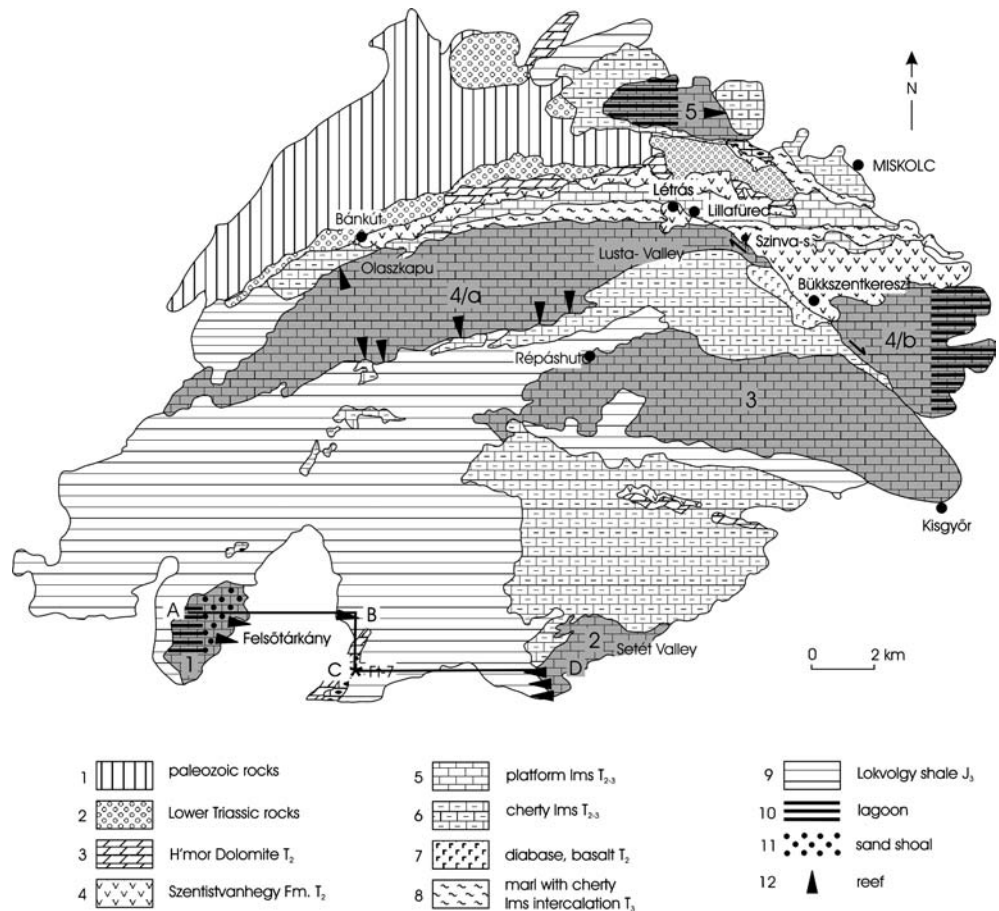 N
5
MISKOLC
Létrás
Lillafüred
Bánkút
Szinva-s.
Olaszkapu
Lusta- Valley
Bükkszentkereszt
4/a
4/b
Répáshuta
3
Kisgyőr
A
B
Felsőtárkány
2
Setét Valley
1
C
Ft-7
D
0 2 km
1 paleozoic rocks
2 Lower Triassic rocks
3 H'mor Dolomite T2
4 Szentistvanhegy Fm. T2
5 platform lms T2-3
6 cherty lms T2-3
7 diabase, basalt T2
8 marl with cherty
lms intercalation T3
9 Lokvolgy shale J3
10 lagoon
11 sand shoal
12 reef